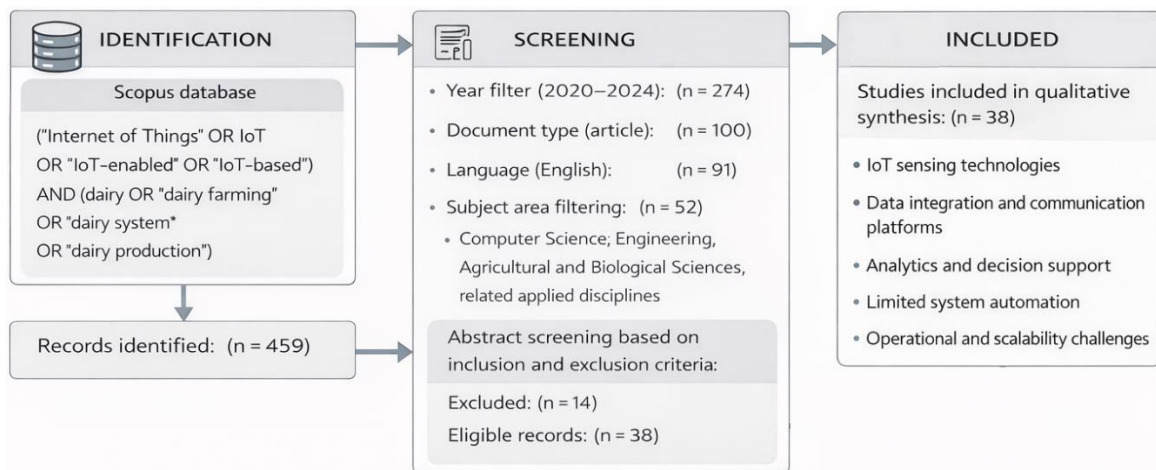 IDENTIFICATION
Scopus database
("Internet of Things" OR IoT
OR "IoT-enabled" OR "IoT-based")
AND (dairy OR "dairy farming"
OR "dairy system*
OR "dairy production")
Records identified: (n = 459)
SCREENING
• Year filter (2020–2024): (n = 274)
• Document type (article): (n = 100)
• Language (English): (n = 91)
• Subject area filtering: (n = 52)
• Computer Science; Engineering,
Agricultural and Biological Sciences,
related applied disciplines
Abstract screening based on
inclusion and exclusion criteria:
Excluded: (n = 14)
Eligible records: (n = 38)
INCLUDED
Studies included in qualitative
synthesis: (n = 38)
• IoT sensing technologies
• Data integration and communication
platforms
• Analytics and decision support
• Limited system automation
• Operational and scalability challenges